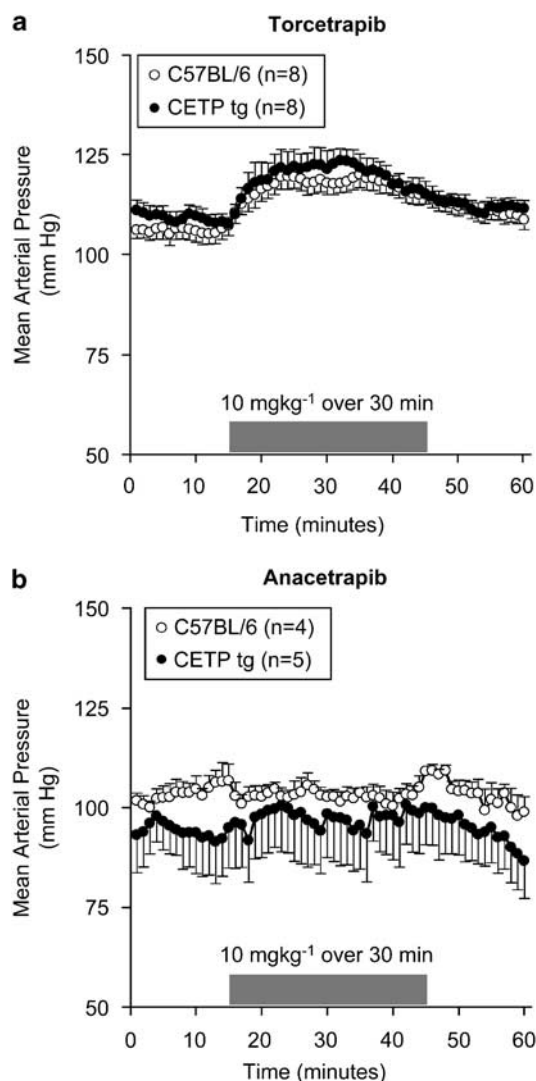 a
Torcetrapib
150
125
100
75
50
Mean Arterial Pressure
(mm Hg)
○ C57BL/6 (n=8)
● CETP tg (n=8)
10 mgkg⁻¹ over 30 min
0 10 20 30 40 50 60
Time (minutes)
b
Anacetrapib
150
125
100
75
50
Mean Arterial Pressure
(mm Hg)
○ C57BL/6 (n=4)
● CETP tg (n=5)
10 mgkg⁻¹ over 30 min
0 10 20 30 40 50 60
Time (minutes)